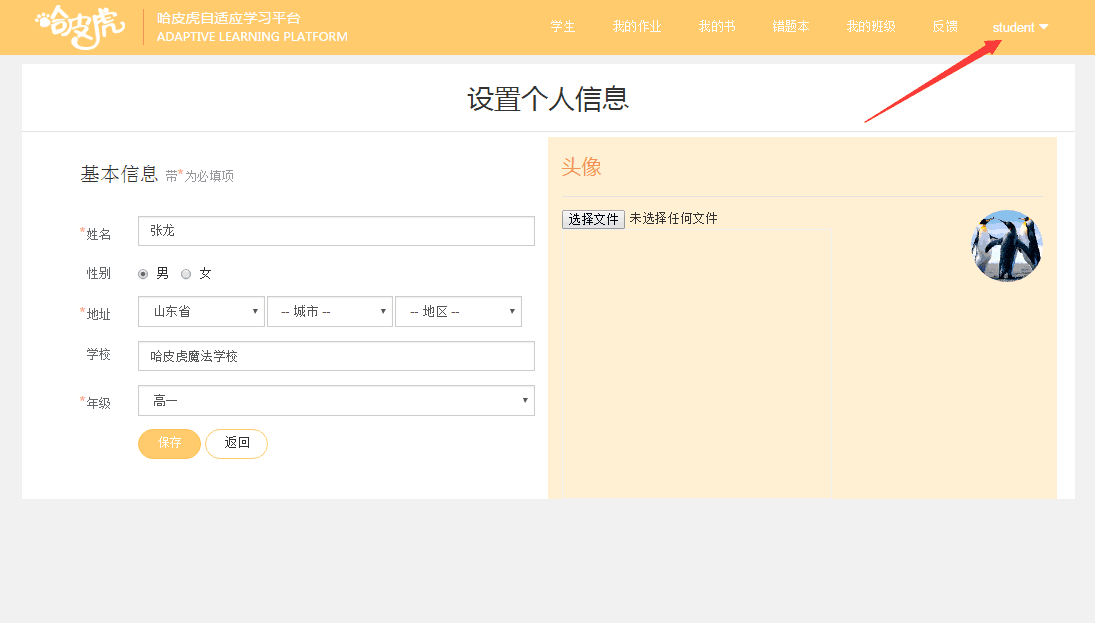 哈皮虎 哈皮虎自适应学习平台
ADAPTIVE LEARNING PLATFORM
学生 我的作业 我的书 错题本 我的班级 反馈 student
设置个人信息
基本信息 带*为必填项
*姓名 张龙
性别 男 女
*地址 山东省 -- 城市 -- -- 地区 --
学校 哈皮虎魔法学校
*年级 高一
保存 返回
头像
选择文件 未选择任何文件